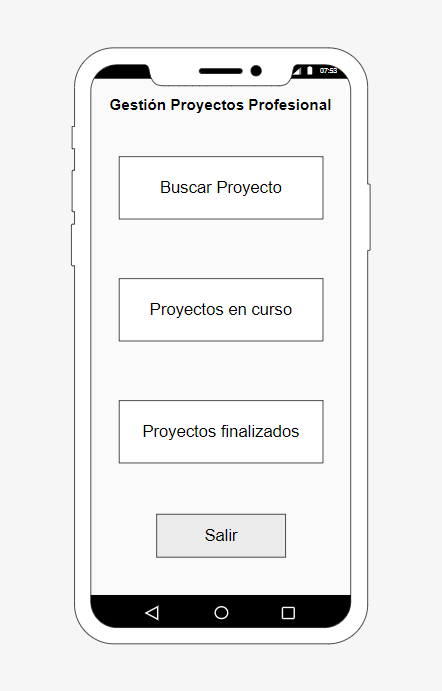 07:53
Gestión Proyectos Profesional
Buscar Proyecto
Proyectos en curso
Proyectos finalizados
Salir